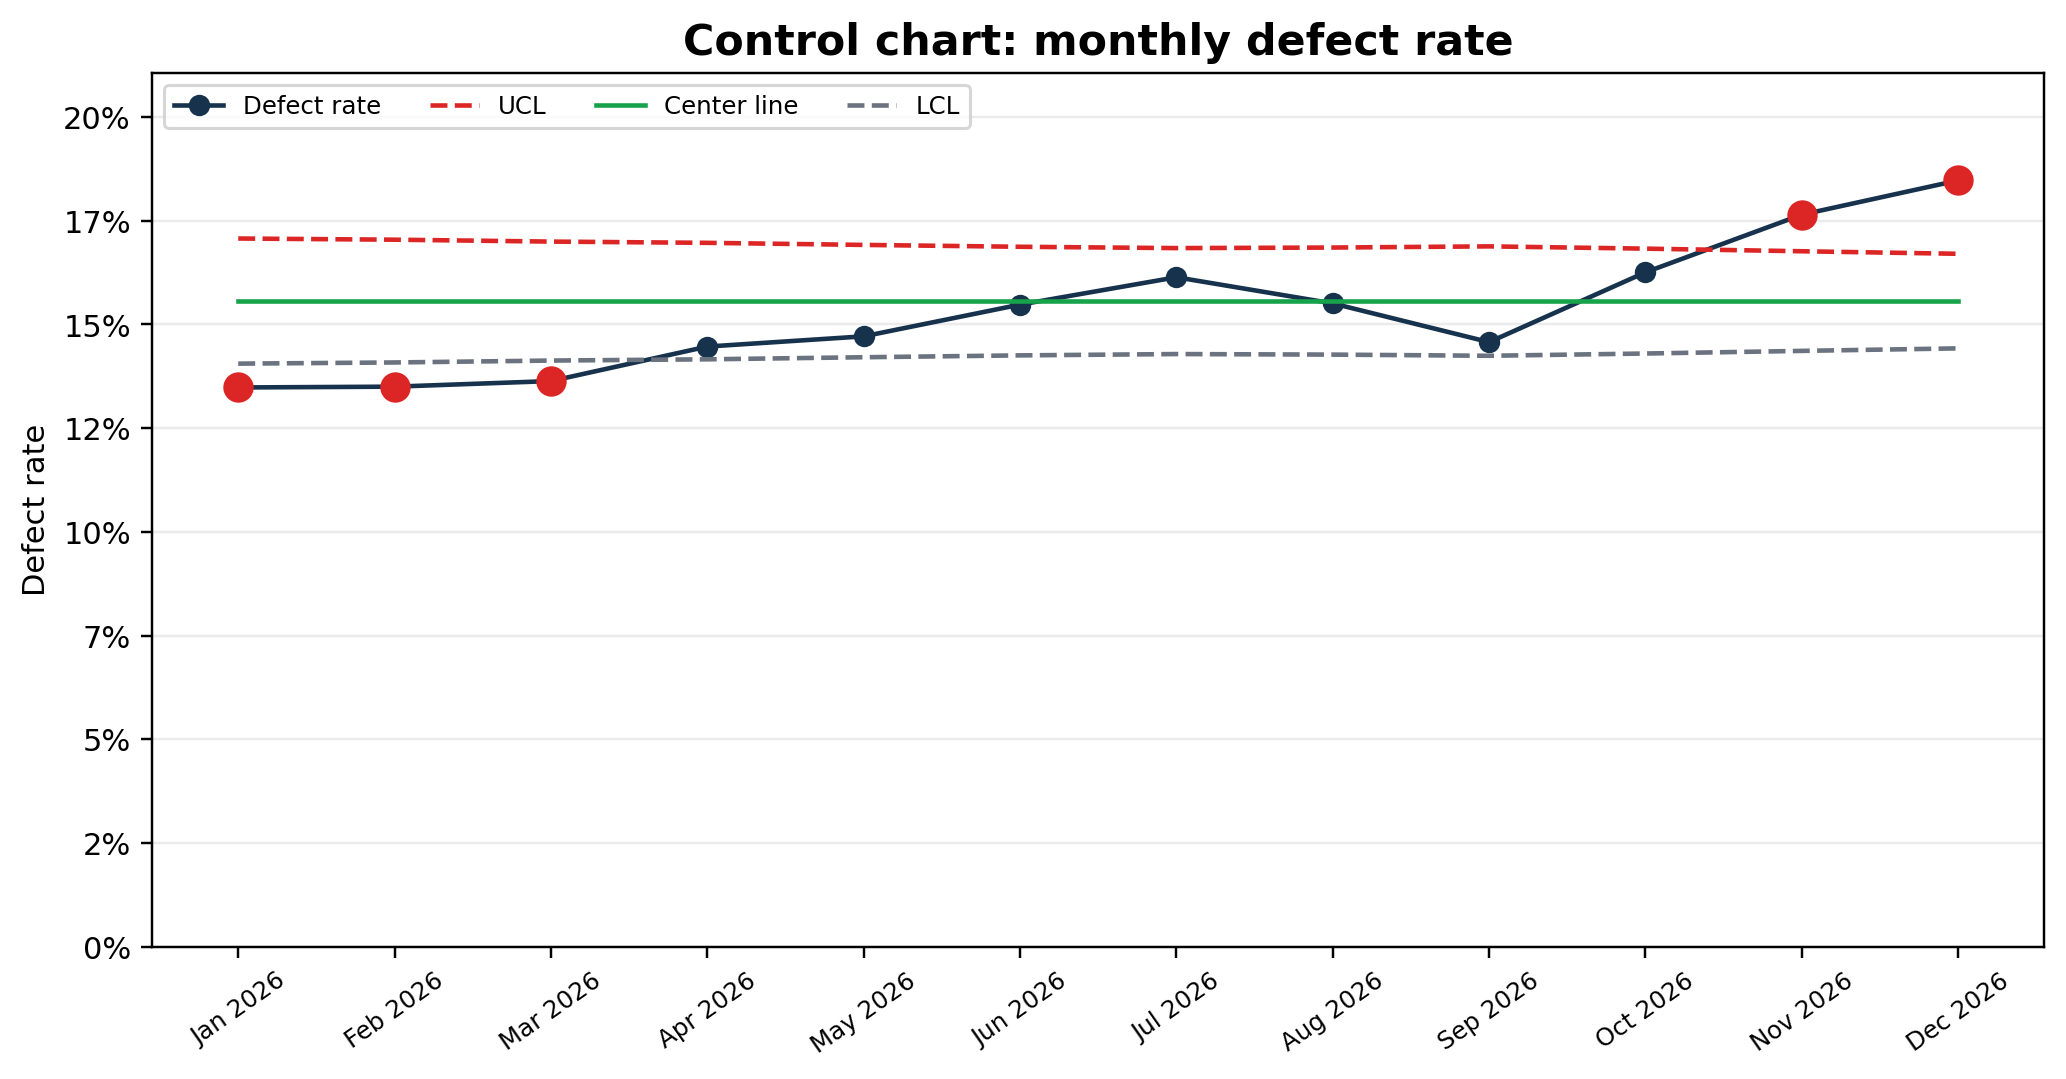 Control chart: monthly defect rate
Defect rate UCL Center line LCL
20%
17%
15%
12%
10%
7%
5%
2%
0%
Defect rate
Jan 2026 Feb 2026 Mar 2026 Apr 2026 May 2026 Jun 2026 Jul 2026 Aug 2026 Sep 2026 Oct 2026 Nov 2026 Dec 2026